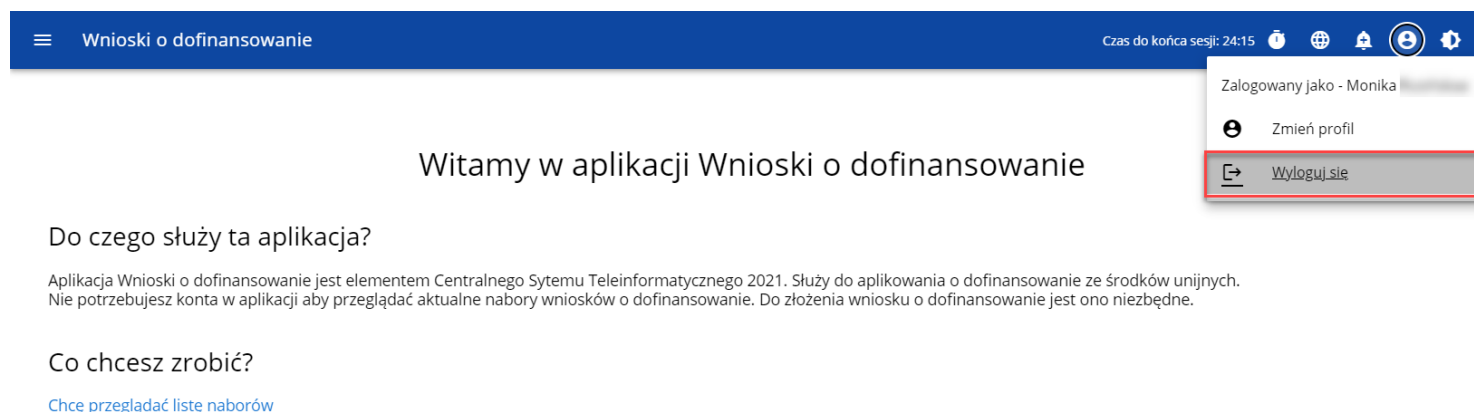 Wnioski o dofinansowanie
Czas do końca sesji: 24:15
Zalogowany jako - Monika
Zmień profil
Wyloguj się
Witamy w aplikacji Wnioski o dofinansowanie
Do czego służy ta aplikacja?
Aplikacja Wnioski o dofinansowanie jest elementem Centralnego Sytemu Teleinformatycznego 2021. Służy do aplikowania o dofinansowanie ze środków unijnych.
Nie potrzebujesz konta w aplikacji aby przeglądać aktualne nabory wniosków o dofinansowanie. Do złożenia wniosku o dofinansowanie jest ono niezbędne.
Co chcesz zrobić?
Chcę przeglądać listę naborów